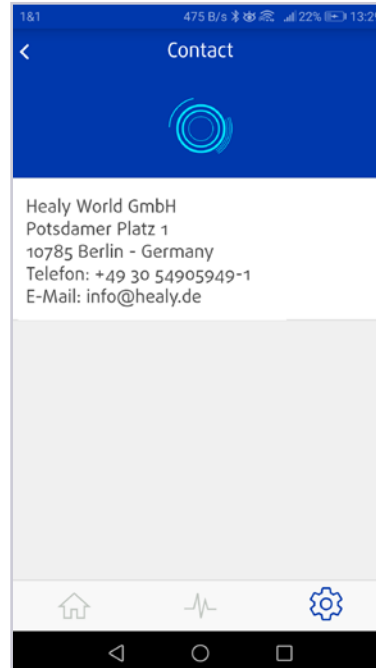 1&1 475 B/s 22% 13:29
Contact
Healy World GmbH
Potsdamer Platz 1
10785 Berlin - Germany
Telefon: +49 30 54905949-1
E-Mail: info@healy.de